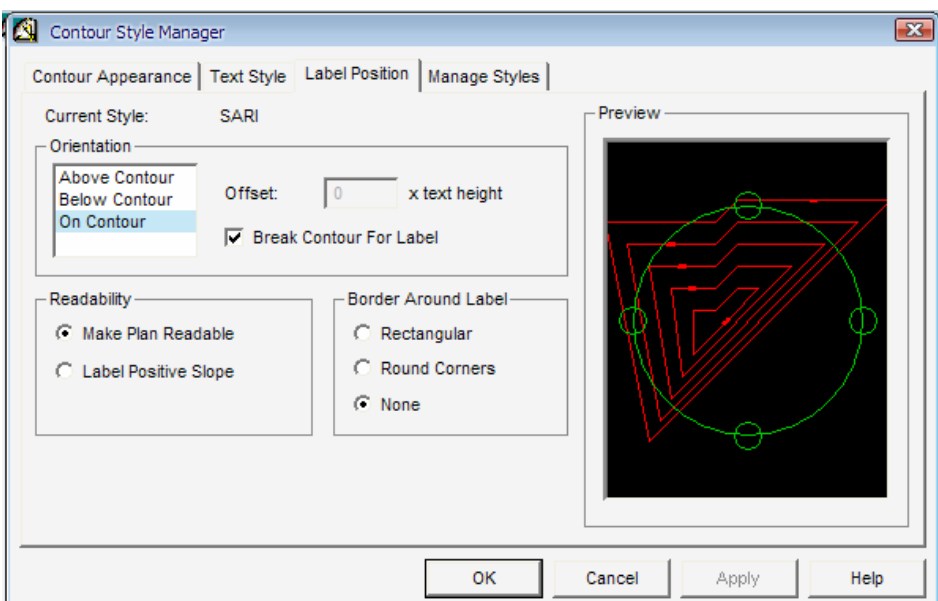 Contour Style Manager
Contour Appearance Text Style Label Position Manage Styles
Current Style: SARI
Preview
Orientation
Above Contour
Below Contour
On Contour
Offset: 0 x text height
Break Contour For Label
Readability
Make Plan Readable
Label Positive Slope
Border Around Label
Rectangular
Round Corners
None
OK Cancel Apply Help